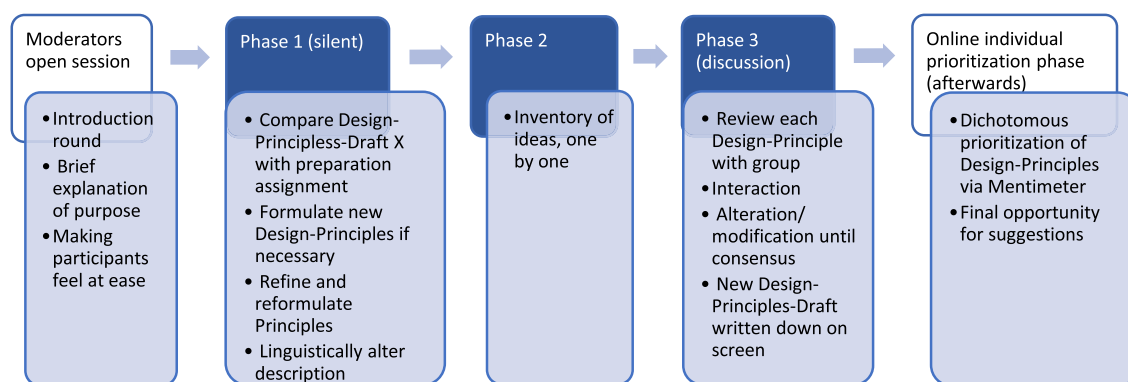 Moderators
open session
•Introduction
round
• Brief
explanation
of purpose
•Making
participants
feel at ease
Phase 1 (silent)
• Compare Design-
Principless-Draft X
with preparation
assignment
• Formulate new
Design-Principles if
necessary
• Refine and
reformulate
Principles
• Linguistically alter
description
Phase 2
•Inventory of
ideas, one
by one
Phase 3
(discussion)
• Review each
Design-Principle
with group
•Interaction
• Alteration/
modification until
consensus
• New Design-
Principles-Draft
written down on
screen
Online individual
prioritization phase
(afterwards)
•Dichotomous
prioritization of
Design-Principles
via Mentimeter
•Final opportunity
for suggestions